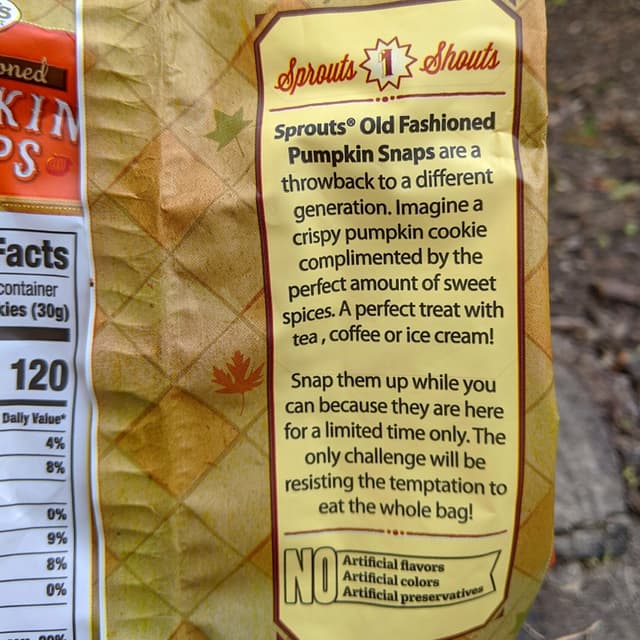 oned
KIN
PS
Facts
container
kies (30g)
120
Daily Value*
4%
8%
0%
9%
8%
0%
Sprouts 1 Shouts
Sprouts® Old Fashioned
Pumpkin Snaps are a
throwback to a different
generation. Imagine a
crispy pumpkin cookie
complimented by the
perfect amount of sweet
spices. A perfect treat with
tea , coffee or ice cream!
Snap them up while you
can because they are here
for a limited time only. The
only challenge will be
resisting the temptation to
eat the whole bag!
NO Artificial flavors
Artificial colors
Artificial preservatives